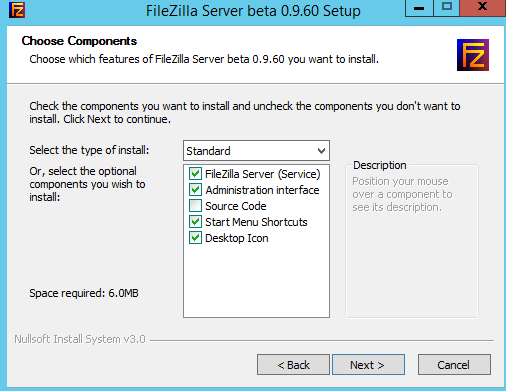 FileZilla Server beta 0.9.60 Setup
Choose Components
Choose which features of FileZilla Server beta 0.9.60 you want to install.
Check the components you want to install and uncheck the components you don't want to
install. Click Next to continue.
Select the type of install:
Standard
Or, select the optional
components you wish to
install:
FileZilla Server (Service)
Administration interface
Source Code
Start Menu Shortcuts
Desktop Icon
Description
Position your mouse
over a component to
see its description.
Space required: 6.0MB
Nullsoft Install System v3.0
< Back
Next >
Cancel